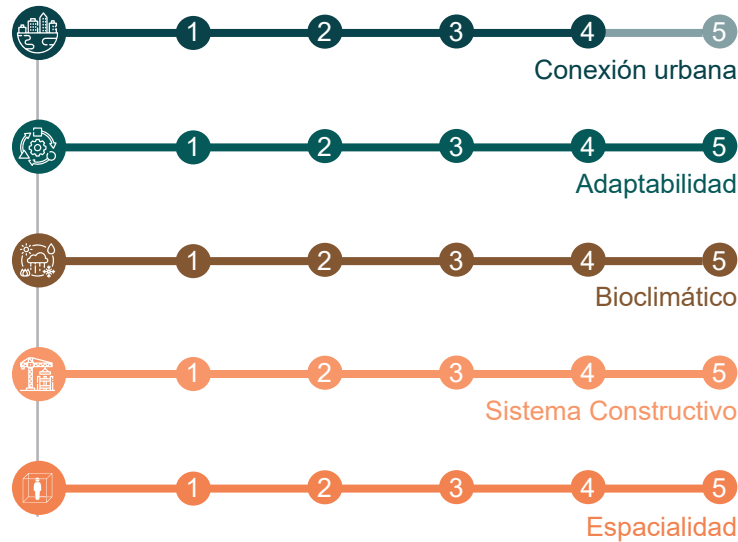 1 2 3 4 5
Conexión urbana
1 2 3 4 5
Adaptabilidad
1 2 3 4 5
Bioclimático
1 2 3 4 5
Sistema Constructivo
1 2 3 4 5
Espacialidad